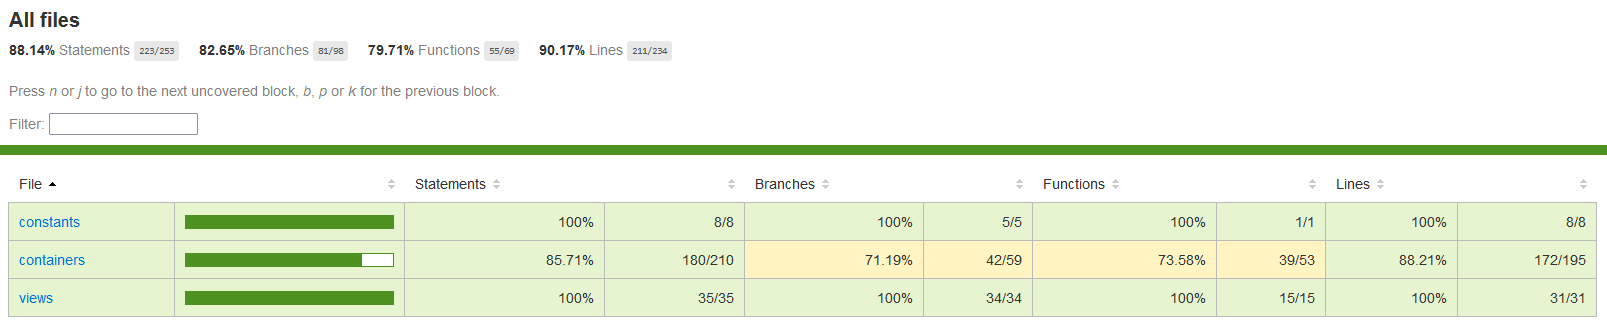 All files
88.14% Statements 223/253 82.65% Branches 81/98 79.71% Functions 55/69 90.17% Lines 211/234
Press n or j to go to the next uncovered block, b, p or k for the previous block.
Filter:
File Statements Branches Functions Lines
constants 100% 8/8 100% 5/5 100% 1/1 100% 8/8
containers 85.71% 180/210 71.19% 42/59 73.58% 39/53 88.21% 172/195
views 100% 35/35 100% 34/34 100% 15/15 100% 31/31